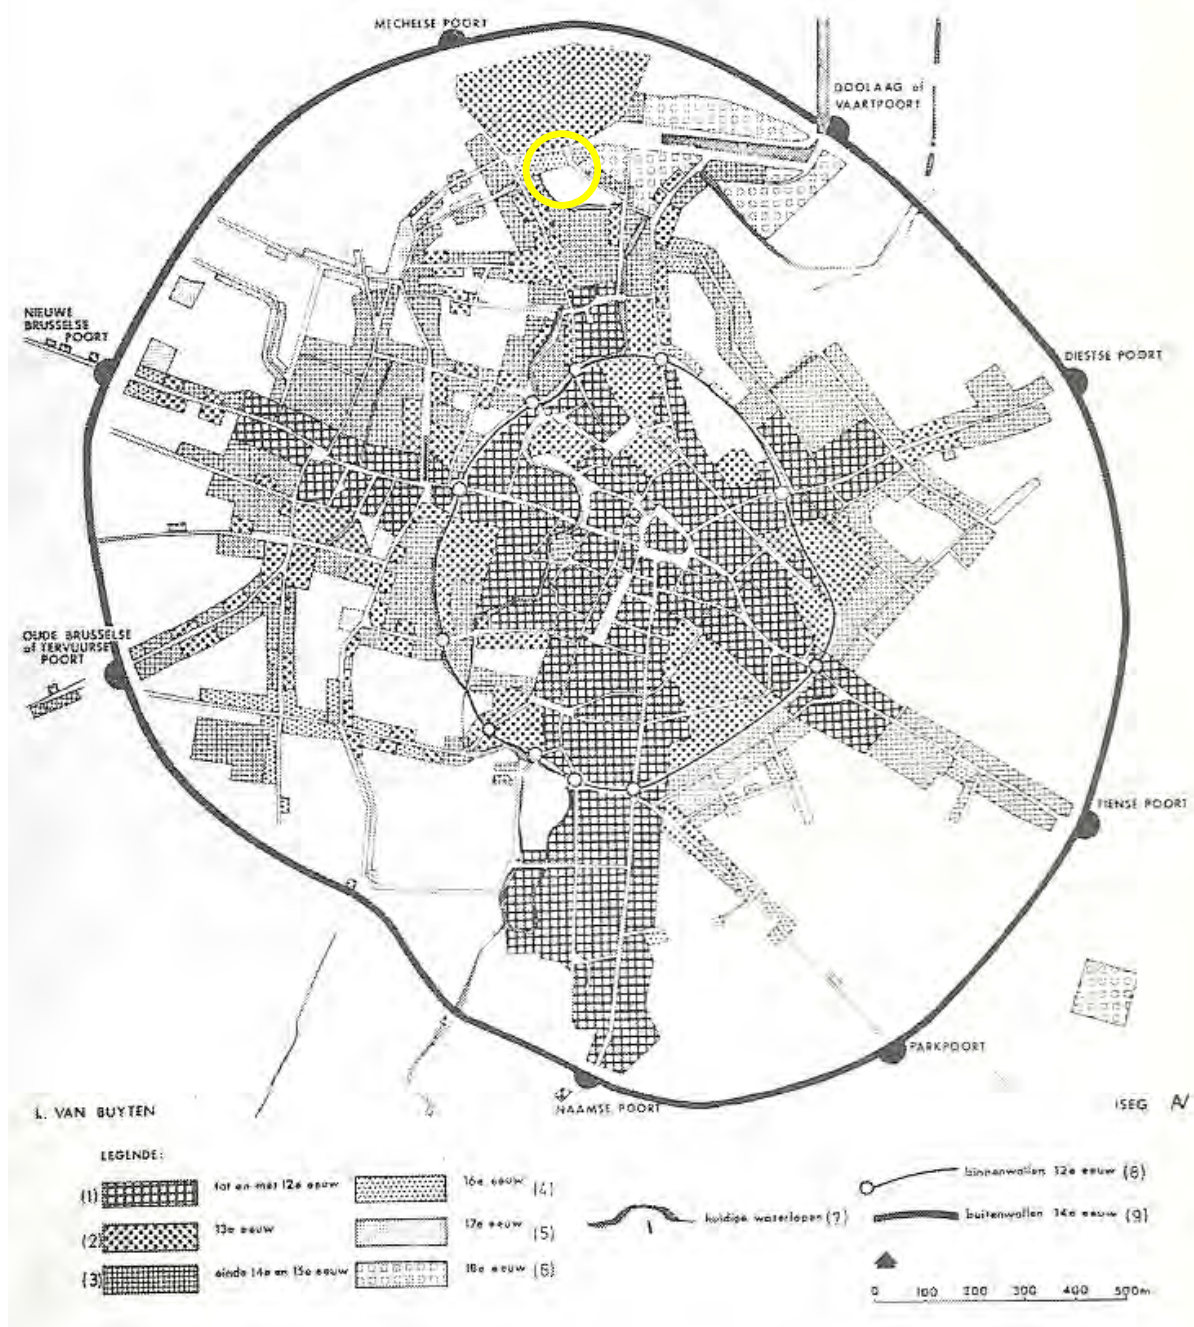 MECHELSE POORT
DOOLAAG of
VAARTPOORT
NIEUWE
BRUSSELSE
POORT
DIESTSE POORT
OUDE BRUSSELSE
of TERVUURSE
POORT
TIENSE POORT
PARKPOORT
NAAMSE POORT
L. VAN BUYTEN
ISEG
LEGENDE:
(1) tot en met 12e eeuw
(2) 13e eeuw
(3) einde 14e en 15e eeuw
16e eeuw (4)
17e eeuw (5)
18e eeuw (6)
huidige waterlopen (7)
binnenwallen 12e eeuw (8)
buitenwallen 14e eeuw (9)
0 100 200 300 400 500m